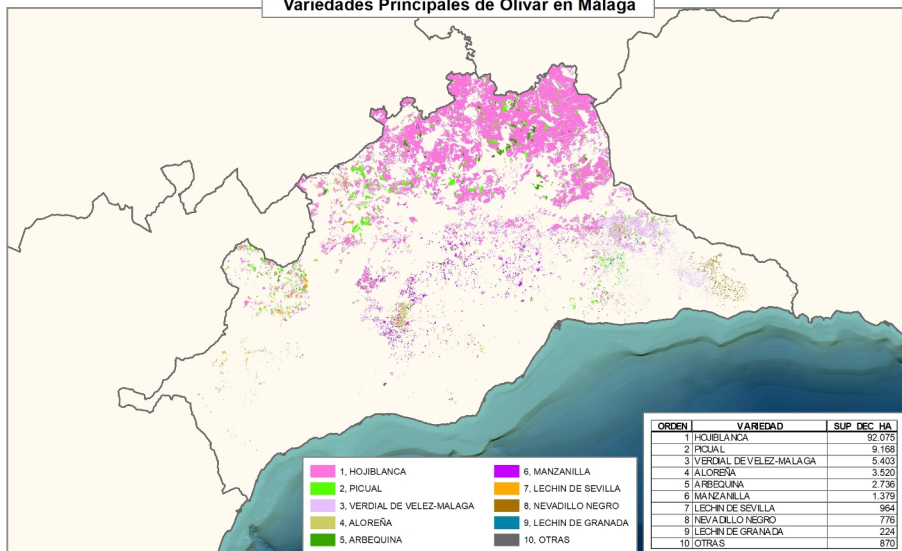 Variedades Principales de Olivar en Málaga
1, HOJIBLANCA
2, PICUAL
3, VERDIAL DE VELEZ-MALAGA
4, ALOREÑA
5, ARBEQUINA
6, MANZANILLA
7, LECHIN DE SEVILLA
8, NEVADILLO NEGRO
9, LECHIN DE GRANADA
10, OTRAS
ORDEN VARIEDAD SUP DEC HA
1 HOJIBLANCA 92.075
2 PICUAL 9.168
3 VERDIAL DE VELEZ-MALAGA 5.403
4 ALOREÑA 3.520
5 ARBEQUINA 2.736
6 MANZANILLA 1.379
7 LECHIN DE SEVILLA 964
8 NEVADILLO NEGRO 776
9 LECHIN DE GRANADA 224
10 OTRAS 870